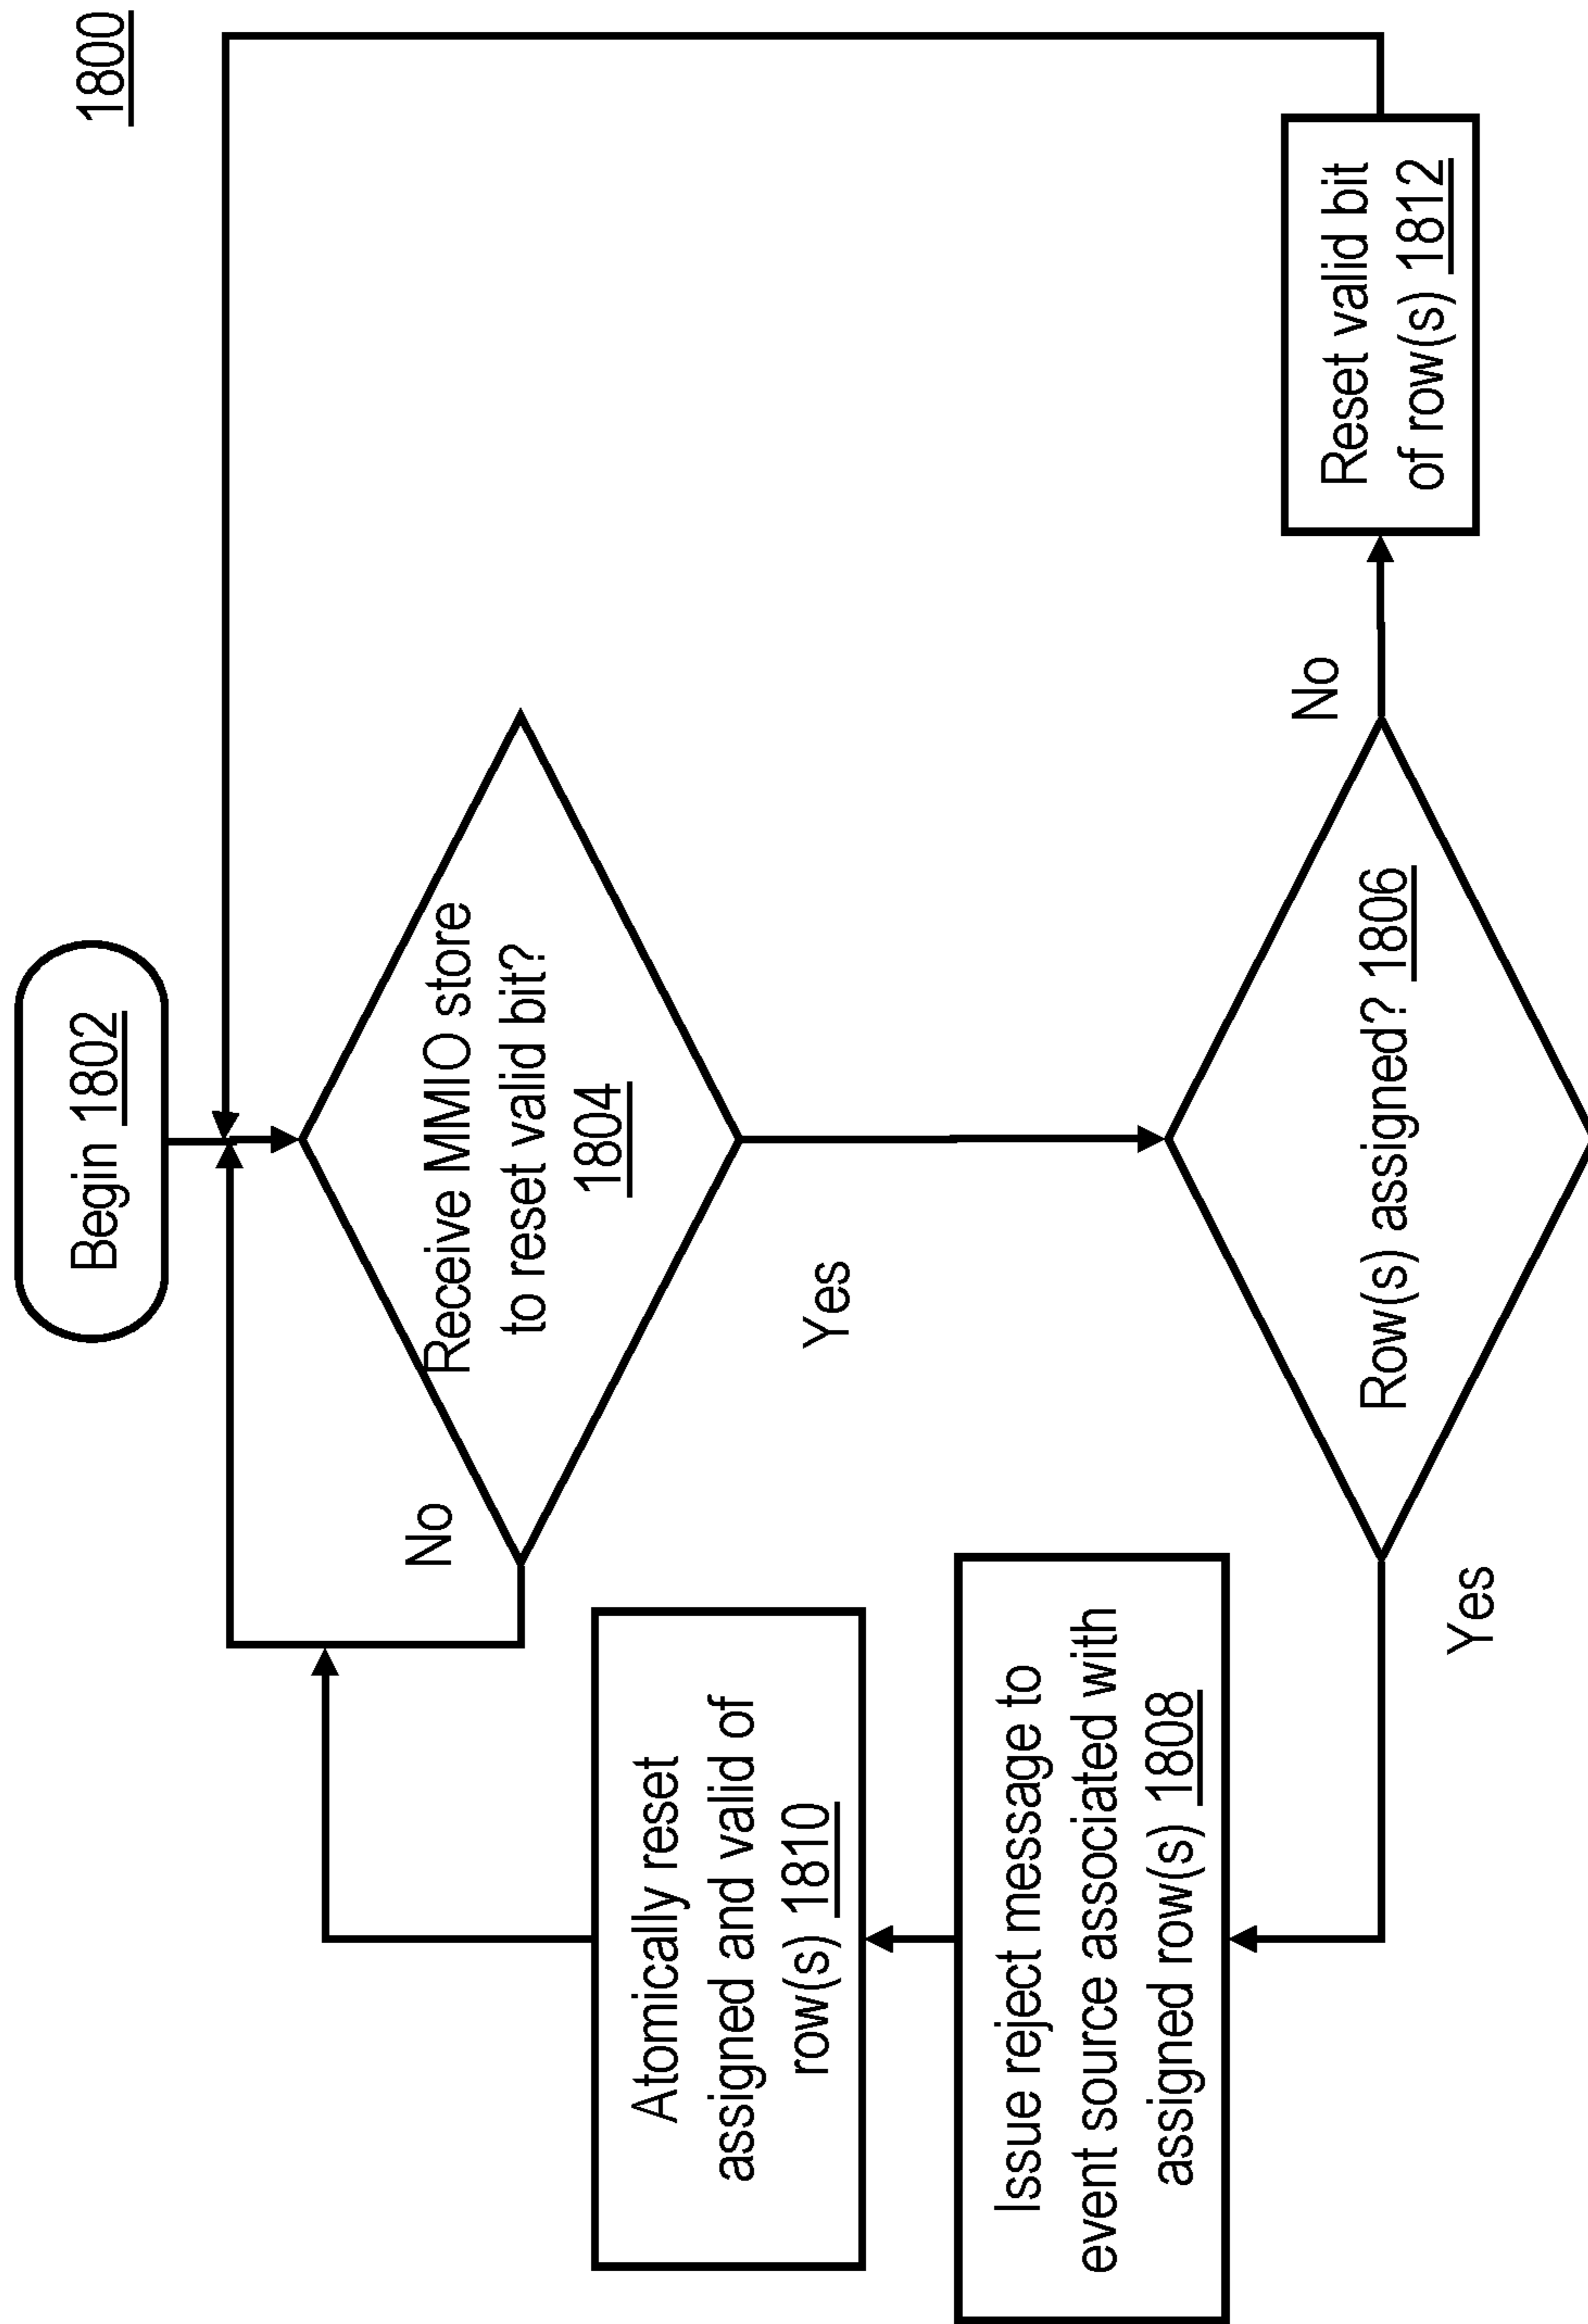 1800
Begin 1802
Receive MMIO store
to reset valid bit?
1804
No
Yes
Row(s) assigned? 1806
No
Yes
Reset valid bit
of row(s) 1812
Issue reject message to
event source associated with
assigned row(s) 1808
Atomically reset
assigned and valid of
row(s) 1810